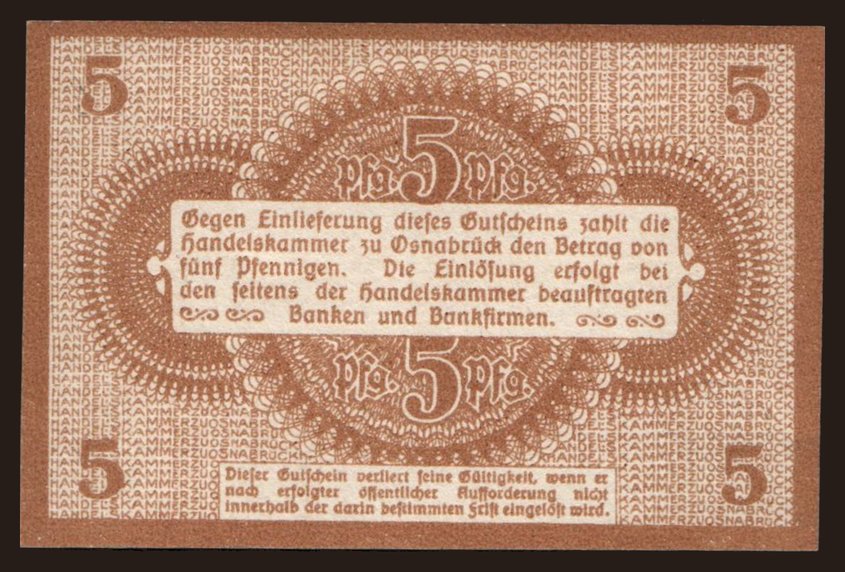 5 5
Pfg. 5 Pfg.
Gegen Einlieferung dieſes Gutſcheins zahlt die
Handelskammer zu Osnabrück den Betrag von
fünf Pfennigen. Die Einlöſung erfolgt bei
den ſeitens der Handelskammer beauftragten
Banken und Bankfirmen.
Pfg. 5 Pfg.
5 5
Dieſer Gutſchein verliert ſeine Gültigkeit, wenn er
nach erfolgter öffentlicher Aufforderung nicht
innerhalb der darin beſtimmten Friſt eingelöſt wird.